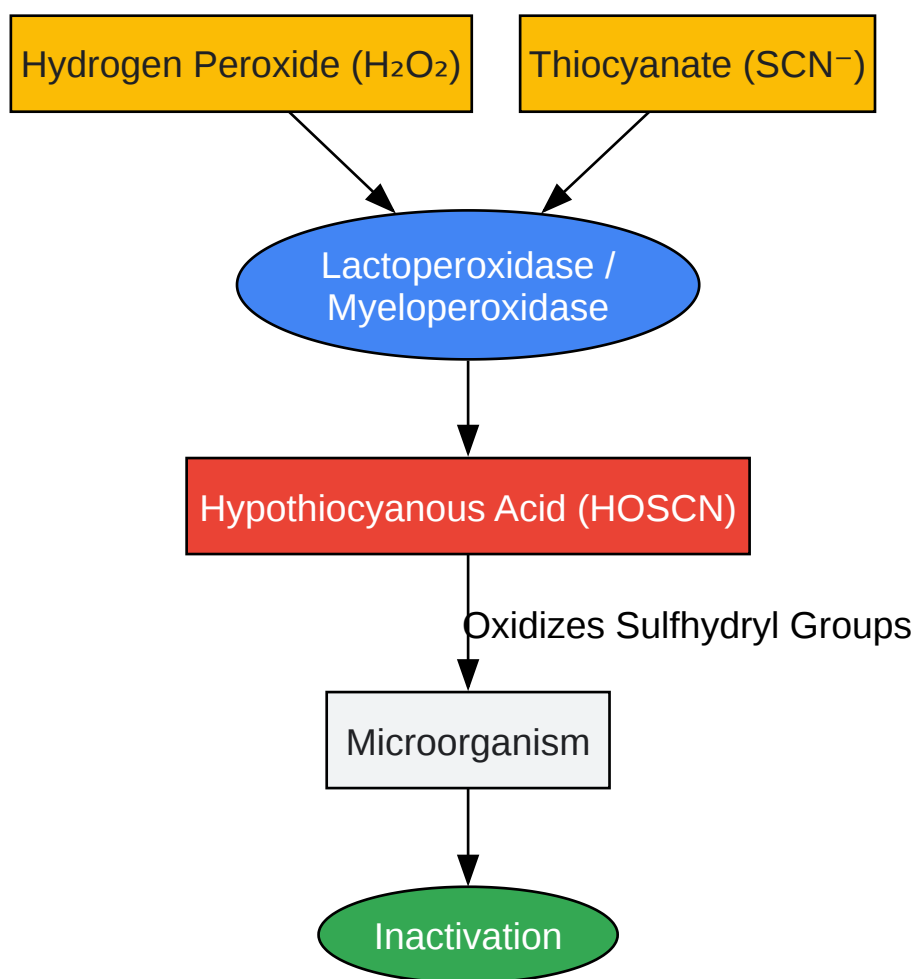 Hydrogen Peroxide (H₂O₂)
Thiocyanate (SCN⁻)
Lactoperoxidase /
Myeloperoxidase
Hypothiocyanous Acid (HOSCN)
Oxidizes Sulfhydryl Groups
Microorganism
Inactivation